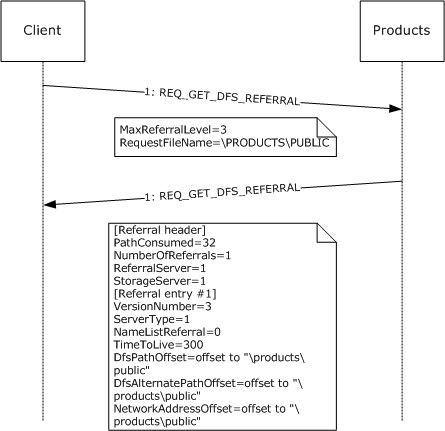 Client
Products
1: REQ_GET_DFS_REFERRAL
MaxReferralLevel=3
RequestFileName=\PRODUCTS\PUBLIC
1: REQ_GET_DFS_REFERRAL
[Referral header]
PathConsumed=32
NumberOfReferrals=1
ReferralServer=1
StorageServer=1
[Referral entry #1]
VersionNumber=3
ServerType=1
NameListReferral=0
TimeToLive=300
DfsPathOffset=offset to "\products\
public"
DfsAlternatePathOffset=offset to "\
products\public"
NetworkAddressOffset=offset to "\
products\public"